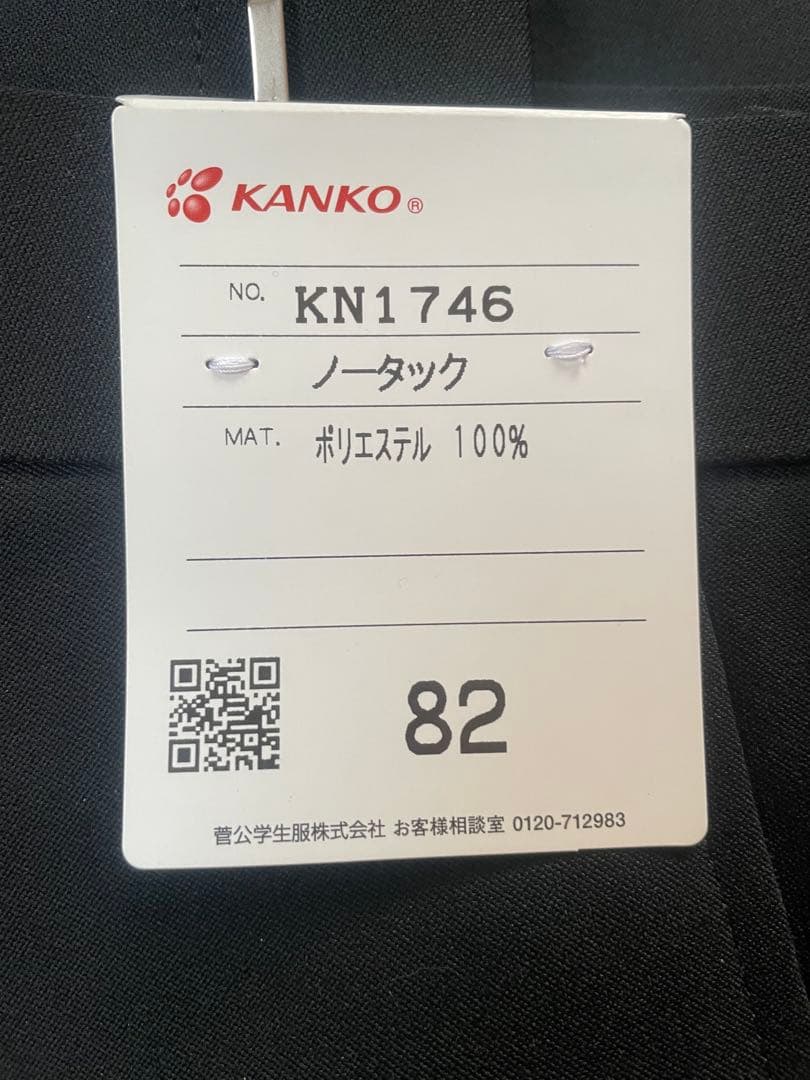 KANKO®
NO. KN1746
ノータック
MAT. ポリエステル 100%
82
菅公学生服株式会社 お客様相談室 0120-712983